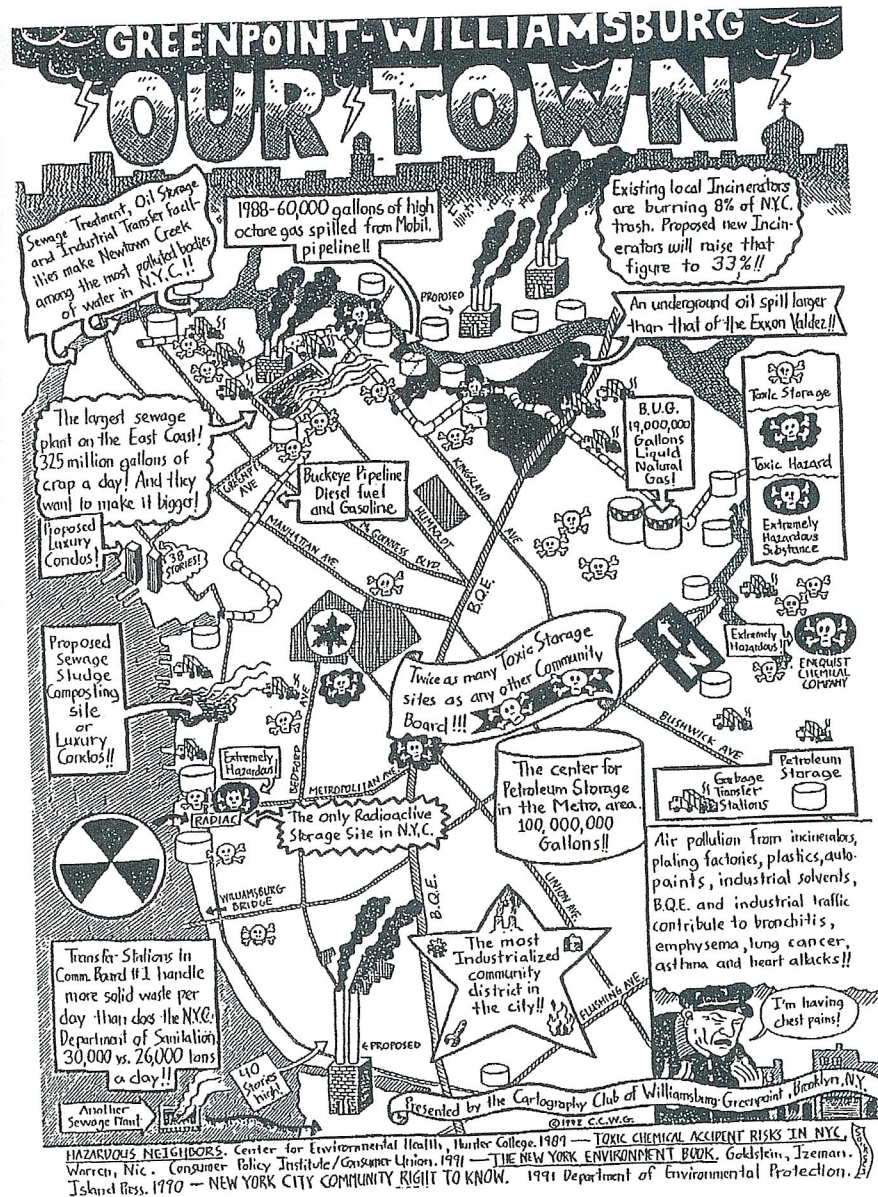 GREENPOINT-WILLIAMSBURG
OUR TOWN
Sewage Treatment, Oil Storage
and Industrial Transfer Facil-
ities make Newtown Creek
among the most polluted bodies
of water in N.Y.C.!!
1988-60,000 gallons of high
octane gas spilled from Mobil
pipeline!!
Existing local Incinerators
are burning 8% of N.Y.C.
trash. Proposed new Incin-
erators will raise that
figure to 33%!!
PROPOSED
An underground oil spill larger
than that of the Exxon Valdez!!
The largest sewage
plant on the East Coast!
325 million gallons of
crap a day! And they
want to make it bigger!
B.U.G.
19,000,000
Gallons
Liquid
Natural
Gas!
Toxic Storage
Toxic Hazard
Extremely
Hazardous
Substance
Buckeye Pipeline
Diesel fuel
and Gasoline
GREENPT
AVE
KINGSLAND
AVE
HUMBOLDT
MANHATTAN AVE
McGUINESS BLVD.
B.Q.E.
Proposed
Luxury
Condos!
38
STORIES!
Proposed
Sewage
Sludge
Composting
site
or
Luxury
Condos!!
Twice as many Toxic Storage
sites as any other Community
Board!!!
Extremely
Hazardous!
ENEQUIST
CHEMICAL
COMPANY
BUSHWICK AVE
BEDFORD
AVE
METROPOLITAN AVE
Extremely
Hazardous!
RADIAC
The only Radioactive
Storage Site in N.Y.C.
The center for
Petroleum Storage
in the Metro. area.
100,000,000
Gallons!!
Garbage
Transfer
Stations
Petroleum
Storage
Air pollution from incinerators,
plating factories, plastics, auto-
paints, industrial solvents,
B.Q.E. and industrial traffic
contribute to bronchitis,
emphysema, lung cancer,
asthma and heart attacks!!
WILLIAMSBURG
BRIDGE
B.Q.E.
UNION AVE
FLUSHING AVE
The most
Industrialized
community
district in
the city!!
Transfer Stations in
Comm. Board #1 handle
more solid waste per
day than does the N.Y.C.
Department of Sanitation
30,000 vs. 26,000 tons
a day!!
I'm having
chest pains!
PROPOSED
40
Stories
high!
Another
Sewage Plant
Presented by the Cartography Club of Williamsburg-Greenpoint, Brooklyn, N.Y.
© C.C.W.G.
HAZARDOUS NEIGHBORS. Center for Environmental Health, Hunter College. 1989 — TOXIC CHEMICAL ACCIDENT RISKS IN NYC.
Warren, Nic. Consumer Policy Institute/Consumer Union. 1991 — THE NEW YORK ENVIRONMENT BOOK. Goldstein, Izeman.
Island Press. 1990 — NEW YORK CITY COMMUNITY RIGHT TO KNOW. 1991 Department of Environmental Protection.